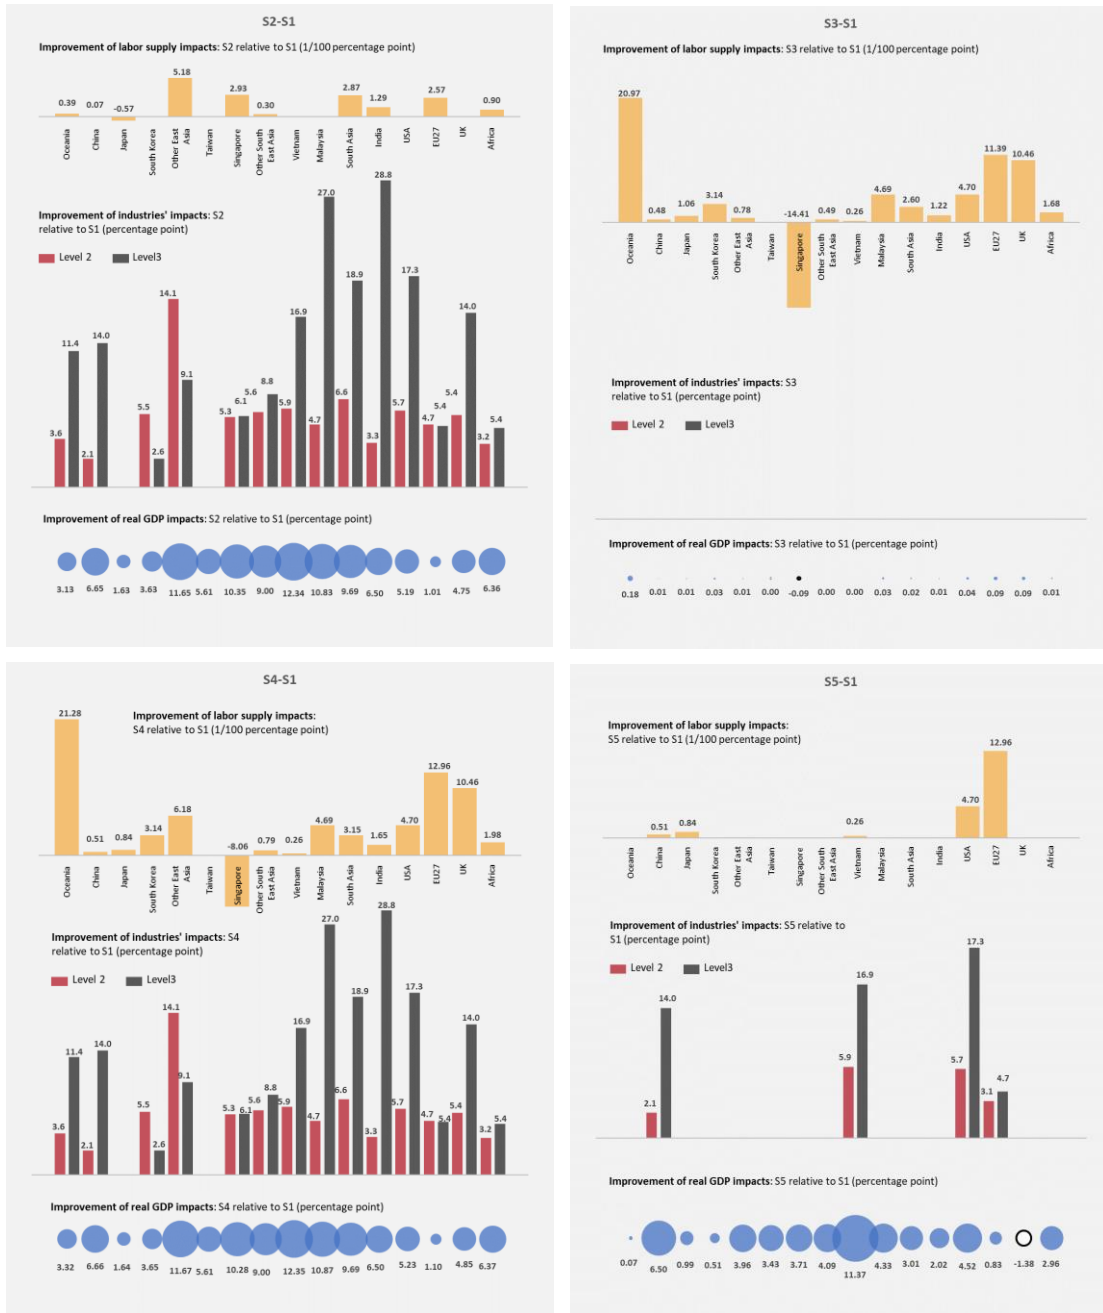 S2-S1
Improvement of labor supply impacts: S2 relative to S1 (1/100 percentage point)
0.39 0.07 -0.57 5.18 2.93 0.30 2.87 1.29 2.57 0.90
Oceania
China
Japan
South Korea
Other East Asia
Taiwan
Singapore
Other South East Asia
Vietnam
Malaysia
South Asia
India
USA
EU27
UK
Africa
Improvement of industries' impacts: S2
relative to S1 (percentage point)
Level 2 Level3
3.6 11.4 2.1 14.0 5.5 2.6 14.1 9.1 5.3 6.1 5.6 8.8 5.9 16.9 4.7 27.0 6.6 18.9 3.3 28.8 5.7 17.3 4.7 5.4 5.4 14.0 3.2 5.4
Improvement of real GDP impacts: S2 relative to S1 (percentage point)
3.13 6.65 1.63 3.63 11.65 5.61 10.35 9.00 12.34 10.83 9.69 6.50 5.19 1.01 4.75 6.36
S3-S1
Improvement of labor supply impacts: S3 relative to S1 (1/100 percentage point)
20.97 0.48 1.06 3.14 0.78 -14.41 0.49 0.26 4.69 2.60 1.22 4.70 11.39 10.46 1.68
Oceania
China
Japan
South Korea
Other East Asia
Taiwan
Singapore
Other South East Asia
Vietnam
Malaysia
South Asia
India
USA
EU27
UK
Africa
Improvement of industries' impacts: S3
relative to S1 (percentage point)
Level 2 Level3
Improvement of real GDP impacts: S3 relative to S1 (percentage point)
0.18 0.01 0.01 0.03 0.01 0.00 -0.09 0.00 0.00 0.03 0.02 0.01 0.04 0.09 0.09 0.01
S4-S1
Improvement of labor supply impacts:
S4 relative to S1 (1/100 percentage point)
21.28 0.51 0.84 3.14 6.18 -8.06 0.79 0.26 4.69 3.15 1.65 4.70 12.96 10.46 1.98
Oceania
China
Japan
South Korea
Other East Asia
Taiwan
Singapore
Other South East Asia
Vietnam
Malaysia
South Asia
India
USA
EU27
UK
Africa
Improvement of industries' impacts: S4
relative to S1 (percentage point)
Level 2 Level3
3.6 11.4 2.1 14.0 5.5 2.6 14.1 9.1 5.3 6.1 5.6 8.8 5.9 16.9 4.7 27.0 6.6 18.9 3.3 28.8 5.7 17.3 4.7 5.4 5.4 14.0 3.2 5.4
Improvement of real GDP impacts: S4 relative to S1 (percentage point)
3.32 6.66 1.64 3.65 11.67 5.61 10.28 9.00 12.35 10.87 9.69 6.50 5.23 1.10 4.85 6.37
S5-S1
Improvement of labor supply impacts:
S5 relative to S1 (1/100 percentage point)
0.51 0.84 0.26 4.70 12.96
Oceania
China
Japan
South Korea
Other East Asia
Taiwan
Singapore
Other South East Asia
Vietnam
Malaysia
South Asia
India
USA
EU27
UK
Africa
Improvement of industries' impacts: S5 relative to
S1 (percentage point)
Level 2 Level3
2.1 14.0 5.9 16.9 5.7 17.3 3.1 4.7
Improvement of real GDP impacts: S5 relative to S1 (percentage point)
0.07 6.50 0.99 0.51 3.96 3.43 3.71 4.09 11.37 4.33 3.01 2.02 4.52 0.83 -1.38 2.96